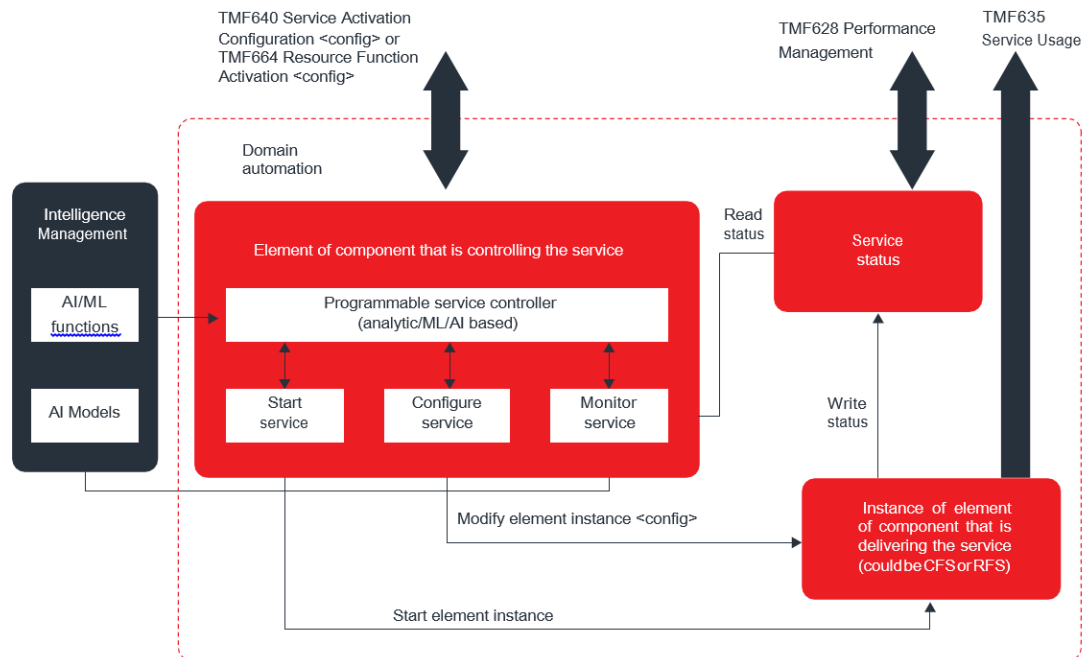 TMF640 Service Activation
Configuration <config> or
TMF664 Resource Function
Activation <config>
TMF628 Performance
Management
TMF635
Service Usage
Domain
automation
Intelligence
Management
AI/ML
functions
AI Models
Element of component that is controlling the service
Programmable service controller
(analytic/ML/AI based)
Start
service
Configure
service
Monitor
service
Read
status
Service
status
Write
status
Modify element instance <config>
Instance of element
of component that is
delivering the service
(could be CFS or RFS)
Start element instance